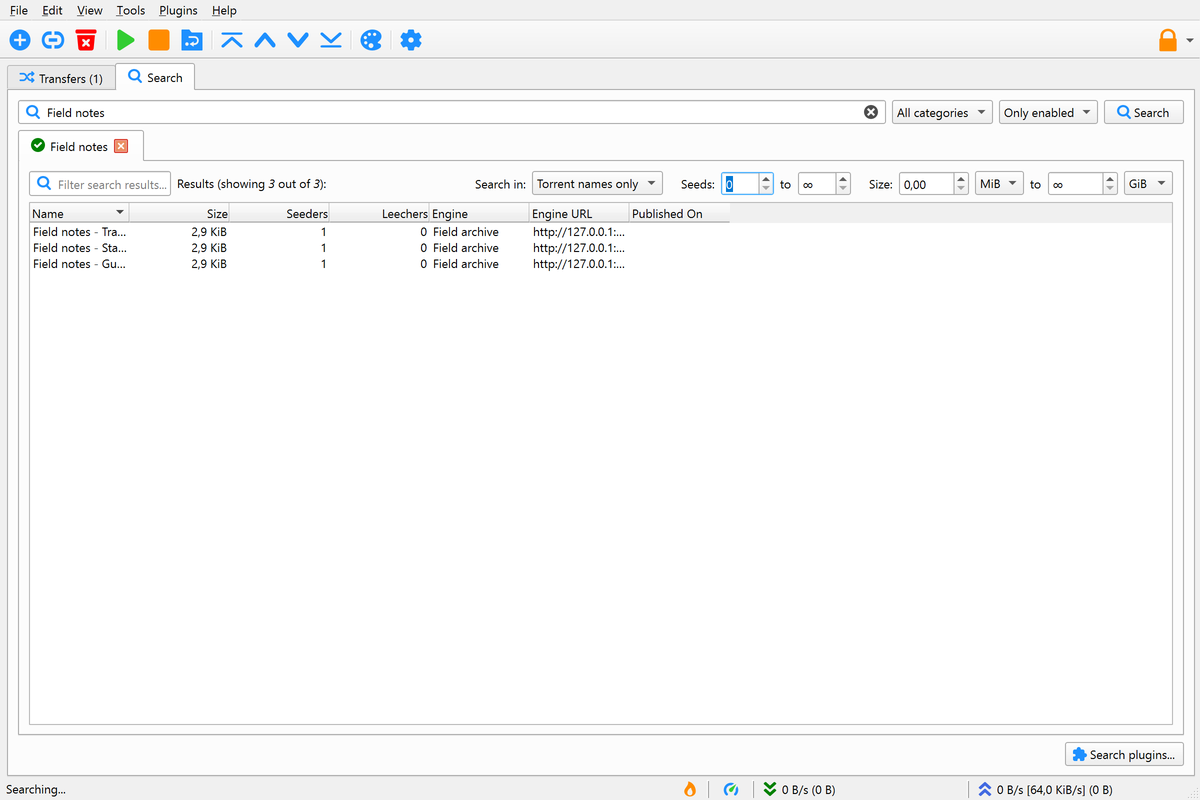 File Edit View Tools Plugins Help
Transfers (1) Search
Field notes All categories Only enabled Search
Field notes
Filter search results... Results (showing 3 out of 3): Search in: Torrent names only Seeds: 0 to ∞ Size: 0,00 MiB to ∞ GiB
Name Size Seeders Leechers Engine Engine URL Published On
Field notes - Tra... 2,9 KiB 1 0 Field archive http://127.0.0.1:...
Field notes - Sta... 2,9 KiB 1 0 Field archive http://127.0.0.1:...
Field notes - Gu... 2,9 KiB 1 0 Field archive http://127.0.0.1:...
Search plugins...
Searching... 0 B/s (0 B) 0 B/s [64,0 KiB/s] (0 B)